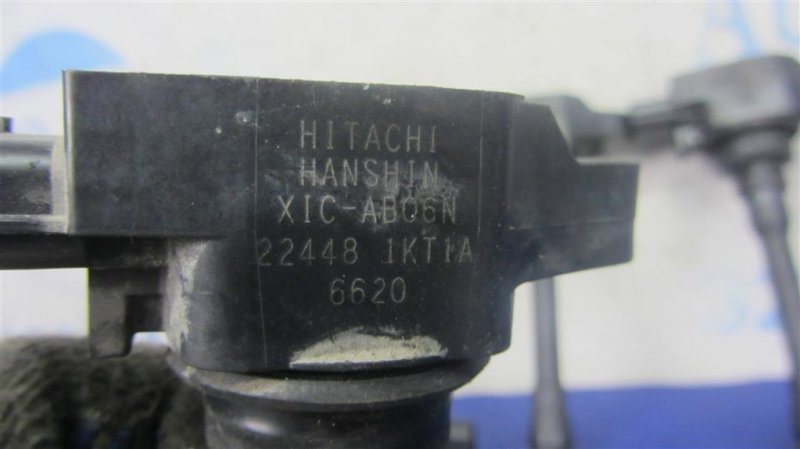 HITACHI
HANSHIN
XIC-AB06N
22448 1KT1A
6620